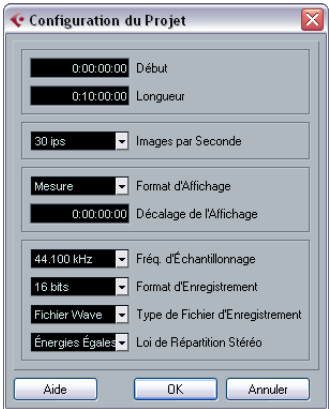 Configuration du Projet
0:00:00:00 Début
0:10:00:00 Longueur
30 ips Images par Seconde
Mesure Format d'Affichage
0:00:00:00 Décalage de l'Affichage
44.100 kHz Fréq. d'Échantillonnage
16 bits Format d'Enregistrement
Fichier Wave Type de Fichier d'Enregistrement
Énergies Égales Loi de Répartition Stéréo
Aide OK Annuler